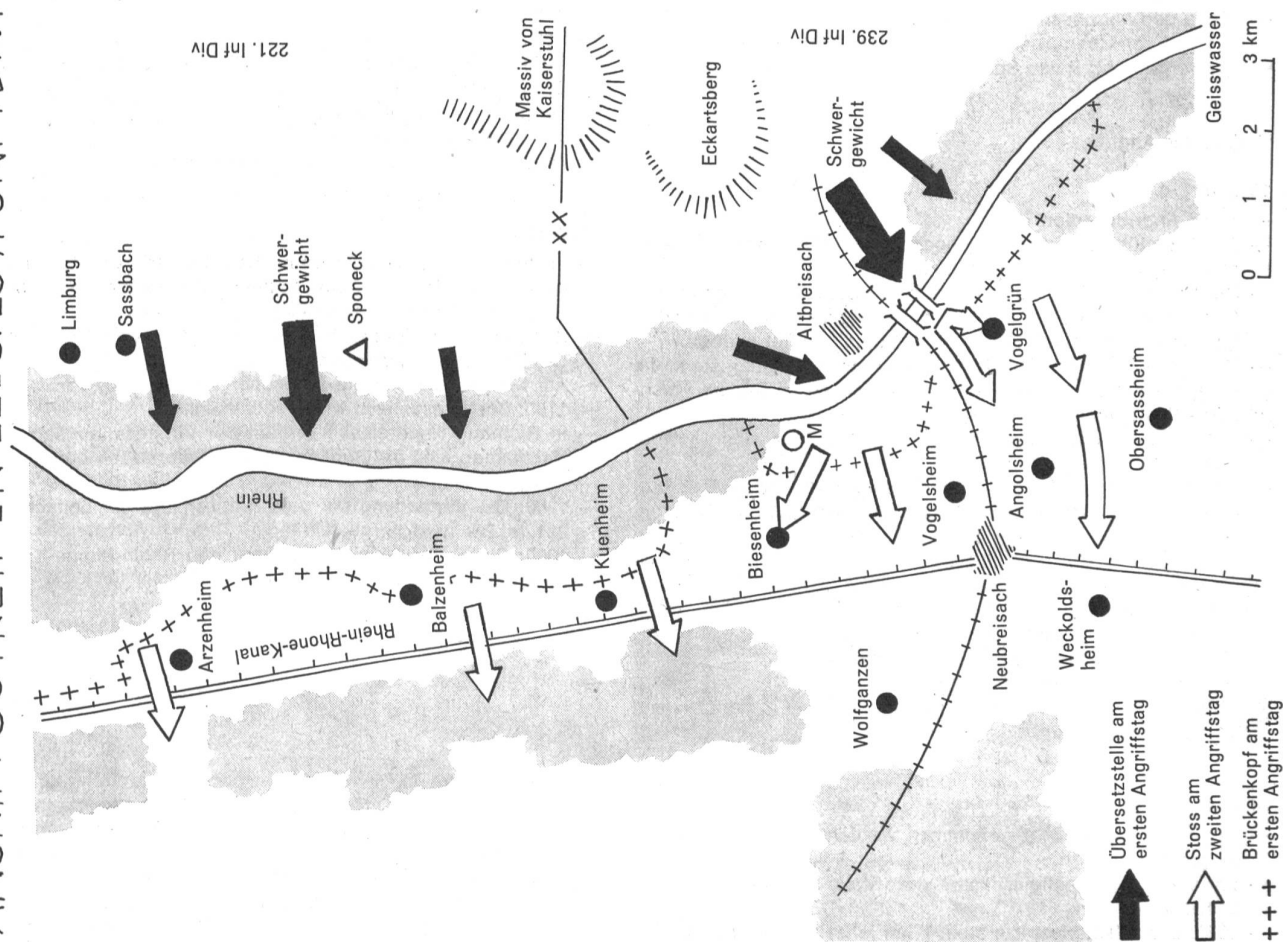 221. Inf Div
239. Inf Div
Limburg
Sassbach
Schwer-
gewicht
Sponeck
Massiv von
Kaiserstuhl
Eckartsberg
XX
Schwer-
gewicht
Altbreisach
Rhein
Arzenheim
Rhein-Rhone-Kanal
Balzenheim
Kuenheim
Biesenheim
M
Vogelsheim
Vogelgrün
Angolsheim
Obersassheim
Geisswasser
Wolfganzen
Neubreisach
Weckolds-
heim
0 1 2 3 km
Übersetzstelle am
ersten Angriffstag
Stoss am
zweiten Angriffstag
Brückenkopf am
ersten Angriffstag